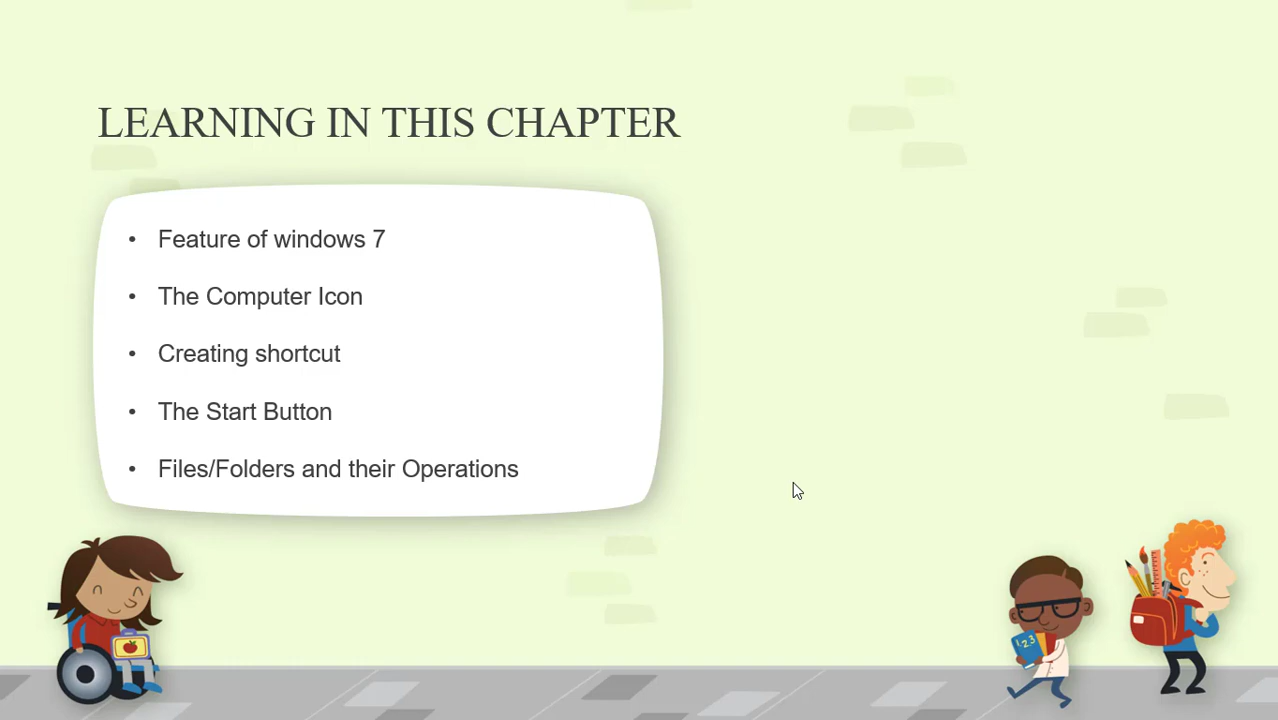 LEARNING IN THIS CHAPTER
• Feature of windows 7
• The Computer Icon
• Creating shortcut
• The Start Button
• Files/Folders and their Operations
123